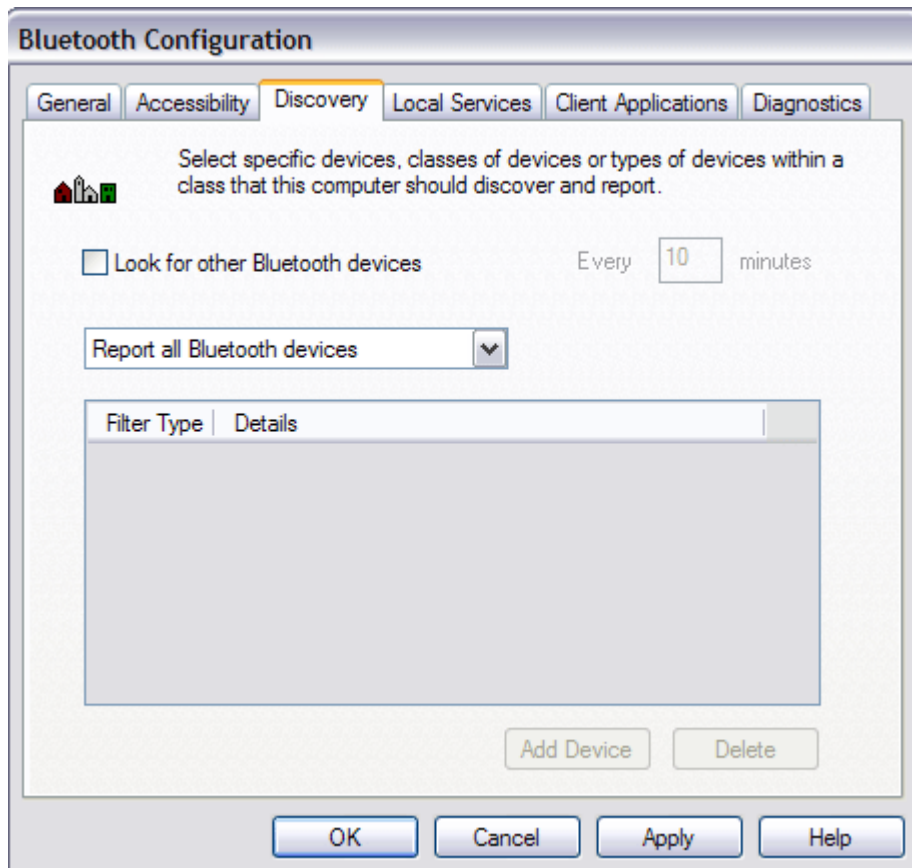 Bluetooth Configuration
General Accessibility Discovery Local Services Client Applications Diagnostics
Select specific devices, classes of devices or types of devices within a
class that this computer should discover and report.
Look for other Bluetooth devices Every 10 minutes
Report all Bluetooth devices
Filter Type Details
Add Device Delete
OK Cancel Apply Help